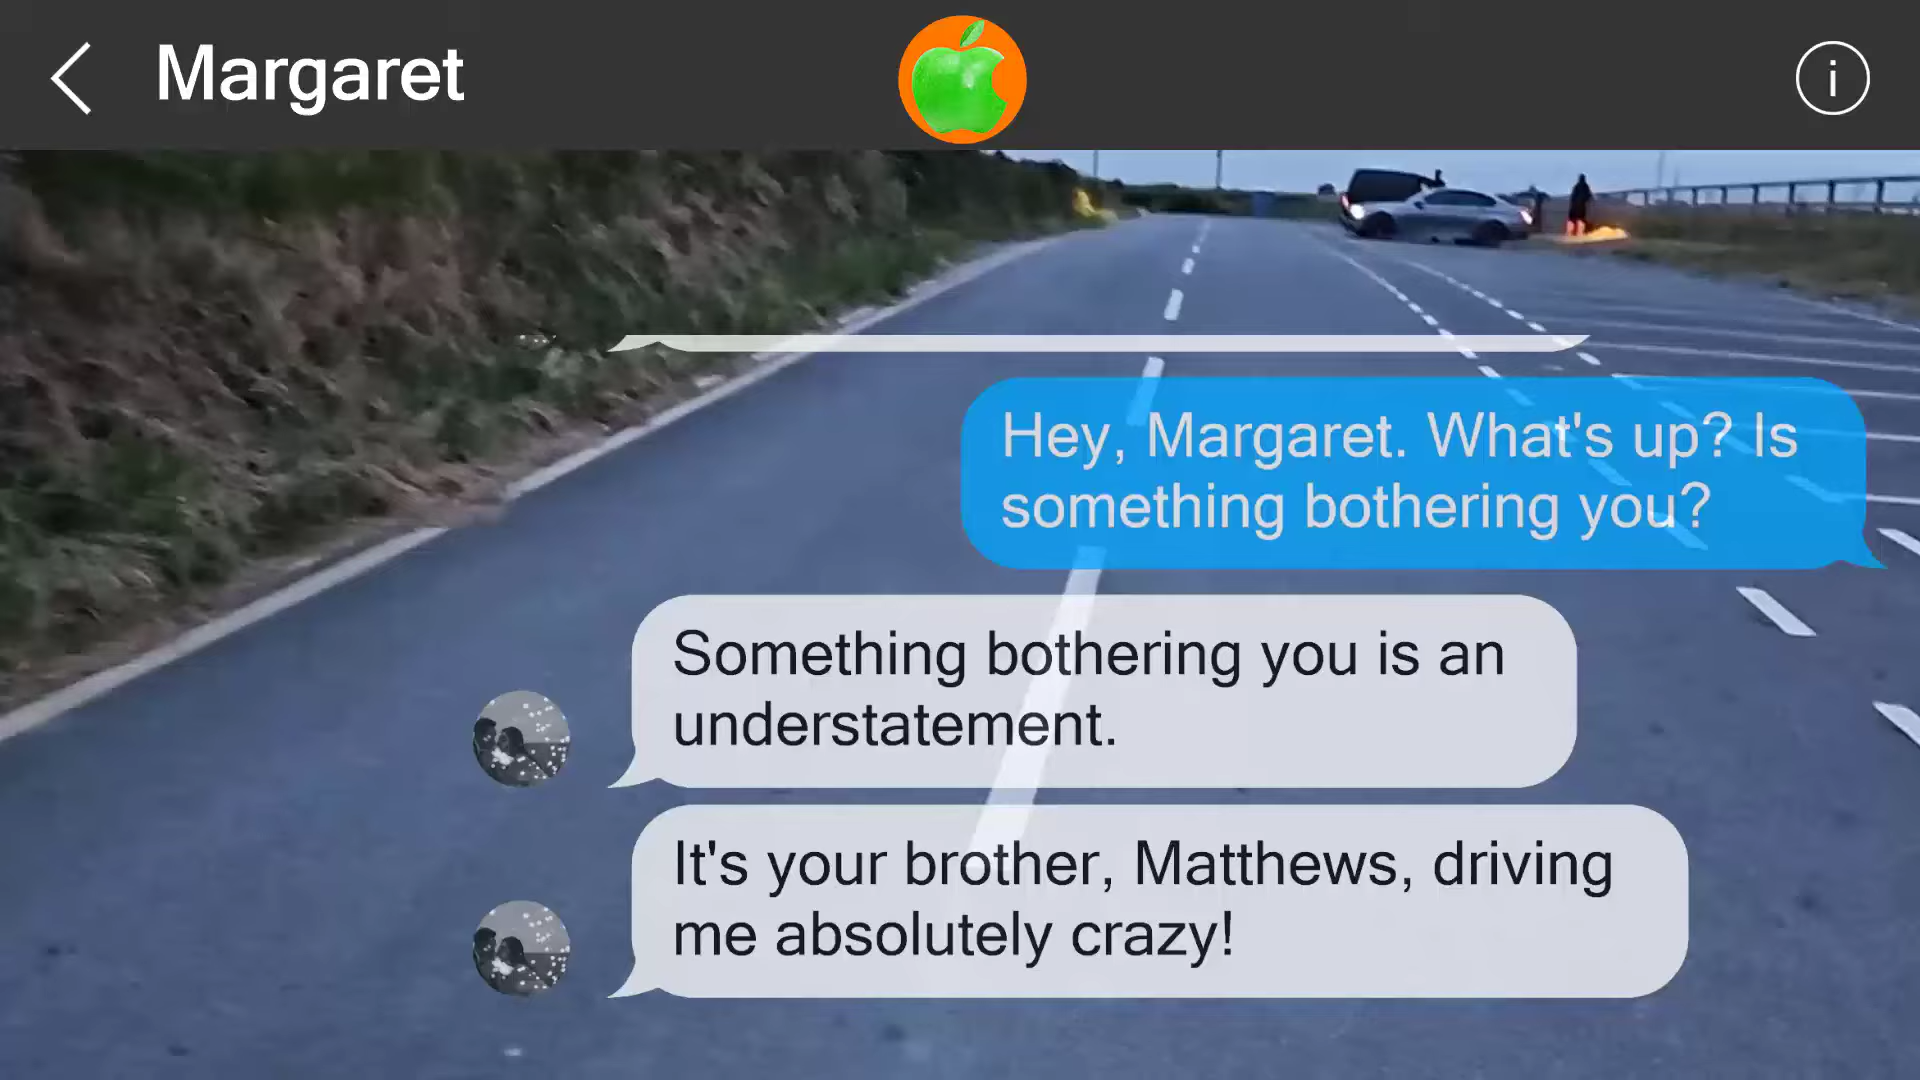 Margaret
i
Hey, Margaret. What's up? Is
something bothering you?
Something bothering you is an
understatement.
It's your brother, Matthews, driving
me absolutely crazy!